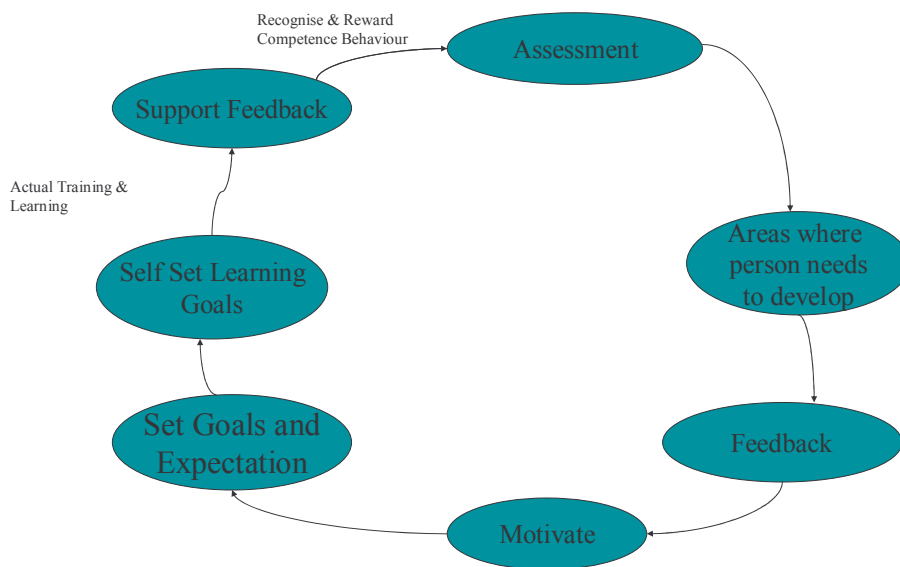 Recognise & Reward
Competence Behaviour
Assessment
Support Feedback
Actual Training &
Learning
Areas where
person needs
to develop
Self Set Learning
Goals
Set Goals and
Expectation
Feedback
Motivate